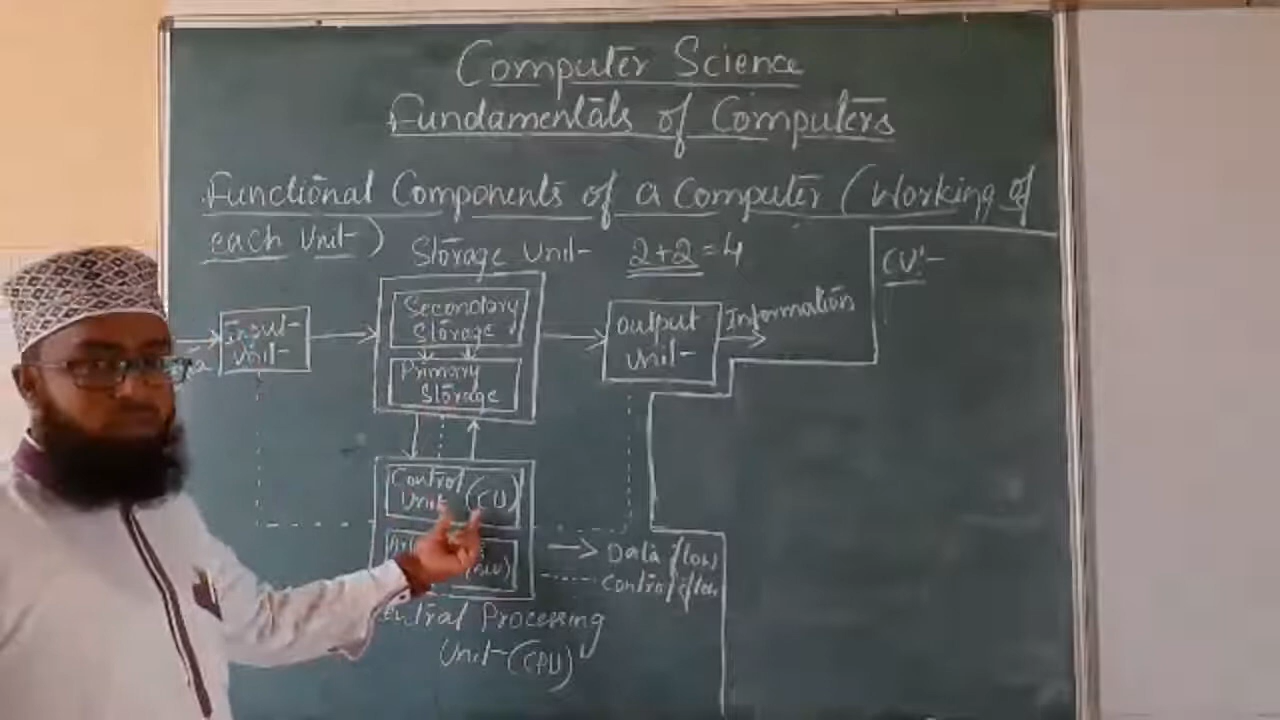 Computer Science
Fundamentals of Computers
Functional Components of a Computer (Working of
each Unit)
Storage Unit
2+2=4
CU:-
Input
Unit
Secondary
Storage
Primary
Storage
Output
Unit
Information
Control
Unit (CU)
(ALU)
Data flow
Control flow
Processing
Unit (CPU)